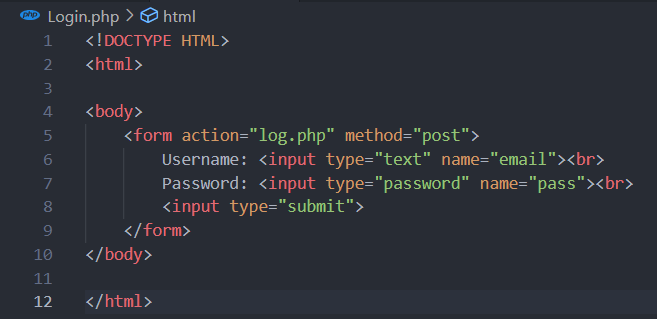 php Login.php > html
1 <!DOCTYPE HTML>
2 <html>
3
4 <body>
5     <form action="log.php" method="post">
6         Username: <input type="text" name="email"><br>
7         Password: <input type="password" name="pass"><br>
8         <input type="submit">
9     </form>
10 </body>
11
12 </html>